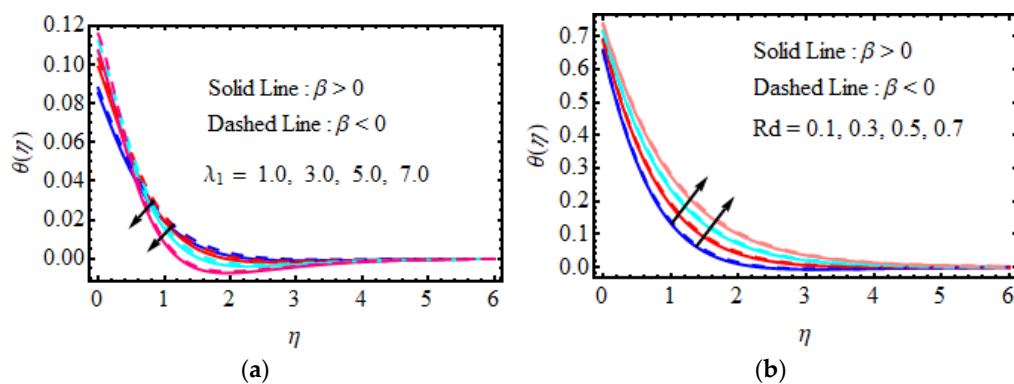 0.12
0.10
0.08
0.06
0.04
0.02
0.00
θ(η)
Solid Line : β > 0
Dashed Line : β < 0
λ₁ = 1.0, 3.0, 5.0, 7.0
0 1 2 3 4 5 6
η
(a)
0.7
0.6
0.5
0.4
0.3
0.2
0.1
0.0
θ(η)
Solid Line : β > 0
Dashed Line : β < 0
Rd = 0.1, 0.3, 0.5, 0.7
0 1 2 3 4 5 6
η
(b)